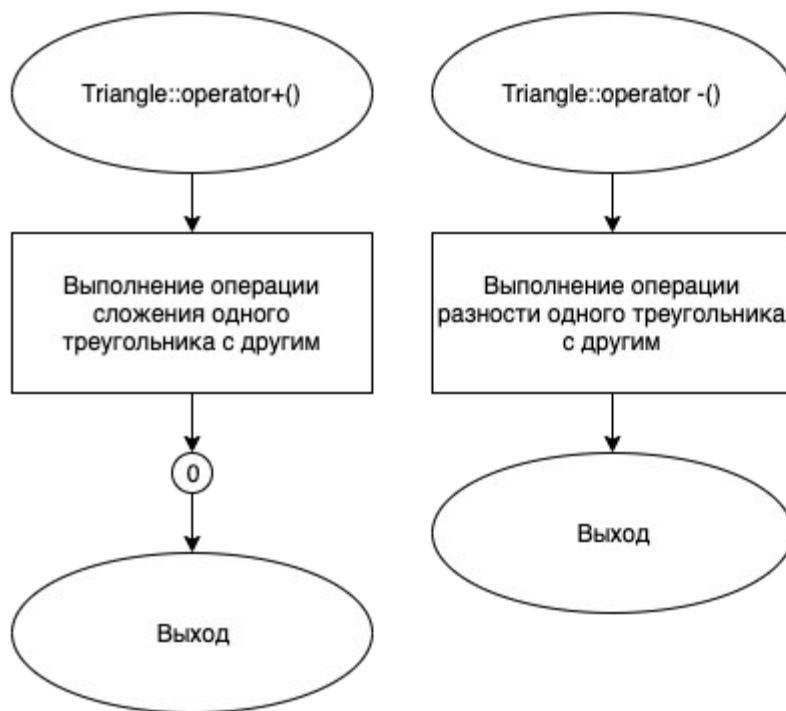 Triangle::operator+()
Выполнение операции
сложения одного
треугольника с другим
0
Выход
Triangle::operator -()
Выполнение операции
разности одного треугольника
с другим
Выход